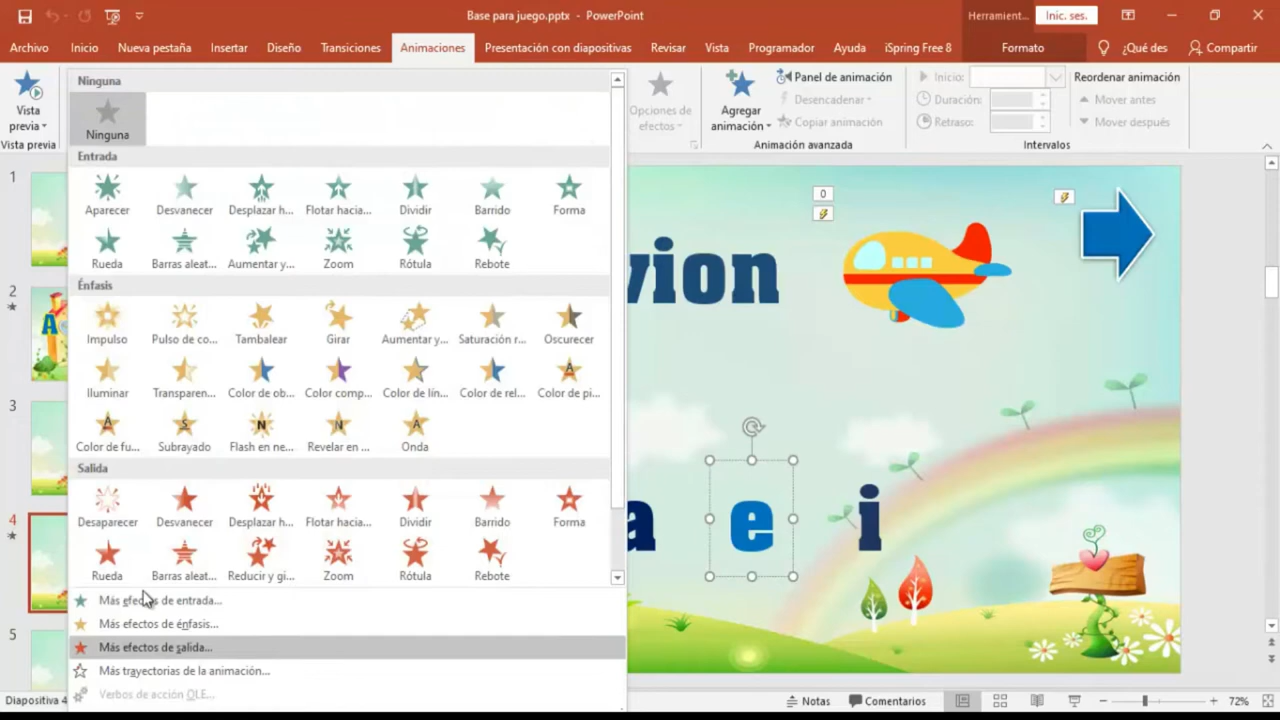 Base para juego.pptx - PowerPoint
Herramient... Inic. ses.
Archivo Inicio Nueva pestaña Insertar Diseño Transiciones Animaciones Presentación con diapositivas Revisar Vista Programador Ayuda iSpring Free 8 Formato ¿Qué des Compartir
Vista previa
Vista previa
Ninguna
Ninguna
Entrada
Aparecer Desvanecer Desplazar h... Flotar hacia... Dividir Barrido Forma
Rueda Barras aleat... Aumentar y... Zoom Rótula Rebote
Énfasis
Impulso Pulso de co... Tambalear Girar Aumentar y... Saturación r... Oscurecer
Iluminar Transparen... Color de ob... Color comp... Color de lín... Color de rel... Color de pi...
Color de fu... Subrayado Flash en ne... Revelar en ... Onda
Salida
Desaparecer Desvanecer Desplazar h... Flotar hacia... Dividir Barrido Forma
Rueda Barras aleat... Reducir y gi... Zoom Rótula Rebote
Más efectos de entrada...
Más efectos de énfasis...
Más efectos de salida...
Más trayectorias de la animación...
Verbos de acción OLE...
Opciones de efectos
Agregar animación
Panel de animación
Desencadenar
Copiar animación
Animación avanzada
Inicio:
Duración:
Retraso:
Reordenar animación
Mover antes
Mover después
Intervalos
1
2
A
3
4
5
0
vion
a e i
Diapositiva 4
Notas Comentarios 72%